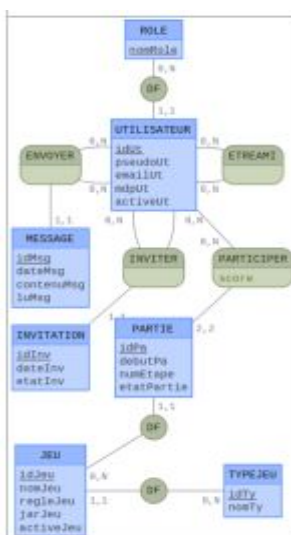 ROLE
nomRole
0,N
DF
1,1
UTILISATEUR
idUt
pseudoUt
emailUt
mdpUt
activeUt
0,N
0,N
ENVOYER
ETREAMI
0,N
0,N
1,1
0,N
0,N
0,N
MESSAGE
idMsg
dateMsg
contenuMsg
luMsg
INVITER
PARTICIPER
score
INVITATION
idInv
dateInv
etatInv
1,1
PARTIE
idPa
debutPa
numEtape
etatPartie
2,2
1,1
DF
JEU
idJeu
nomJeu
regleJeu
jarJeu
activeJeu
0,N
1,1
DF
0,N
TYPEJEU
idTy
nomTy